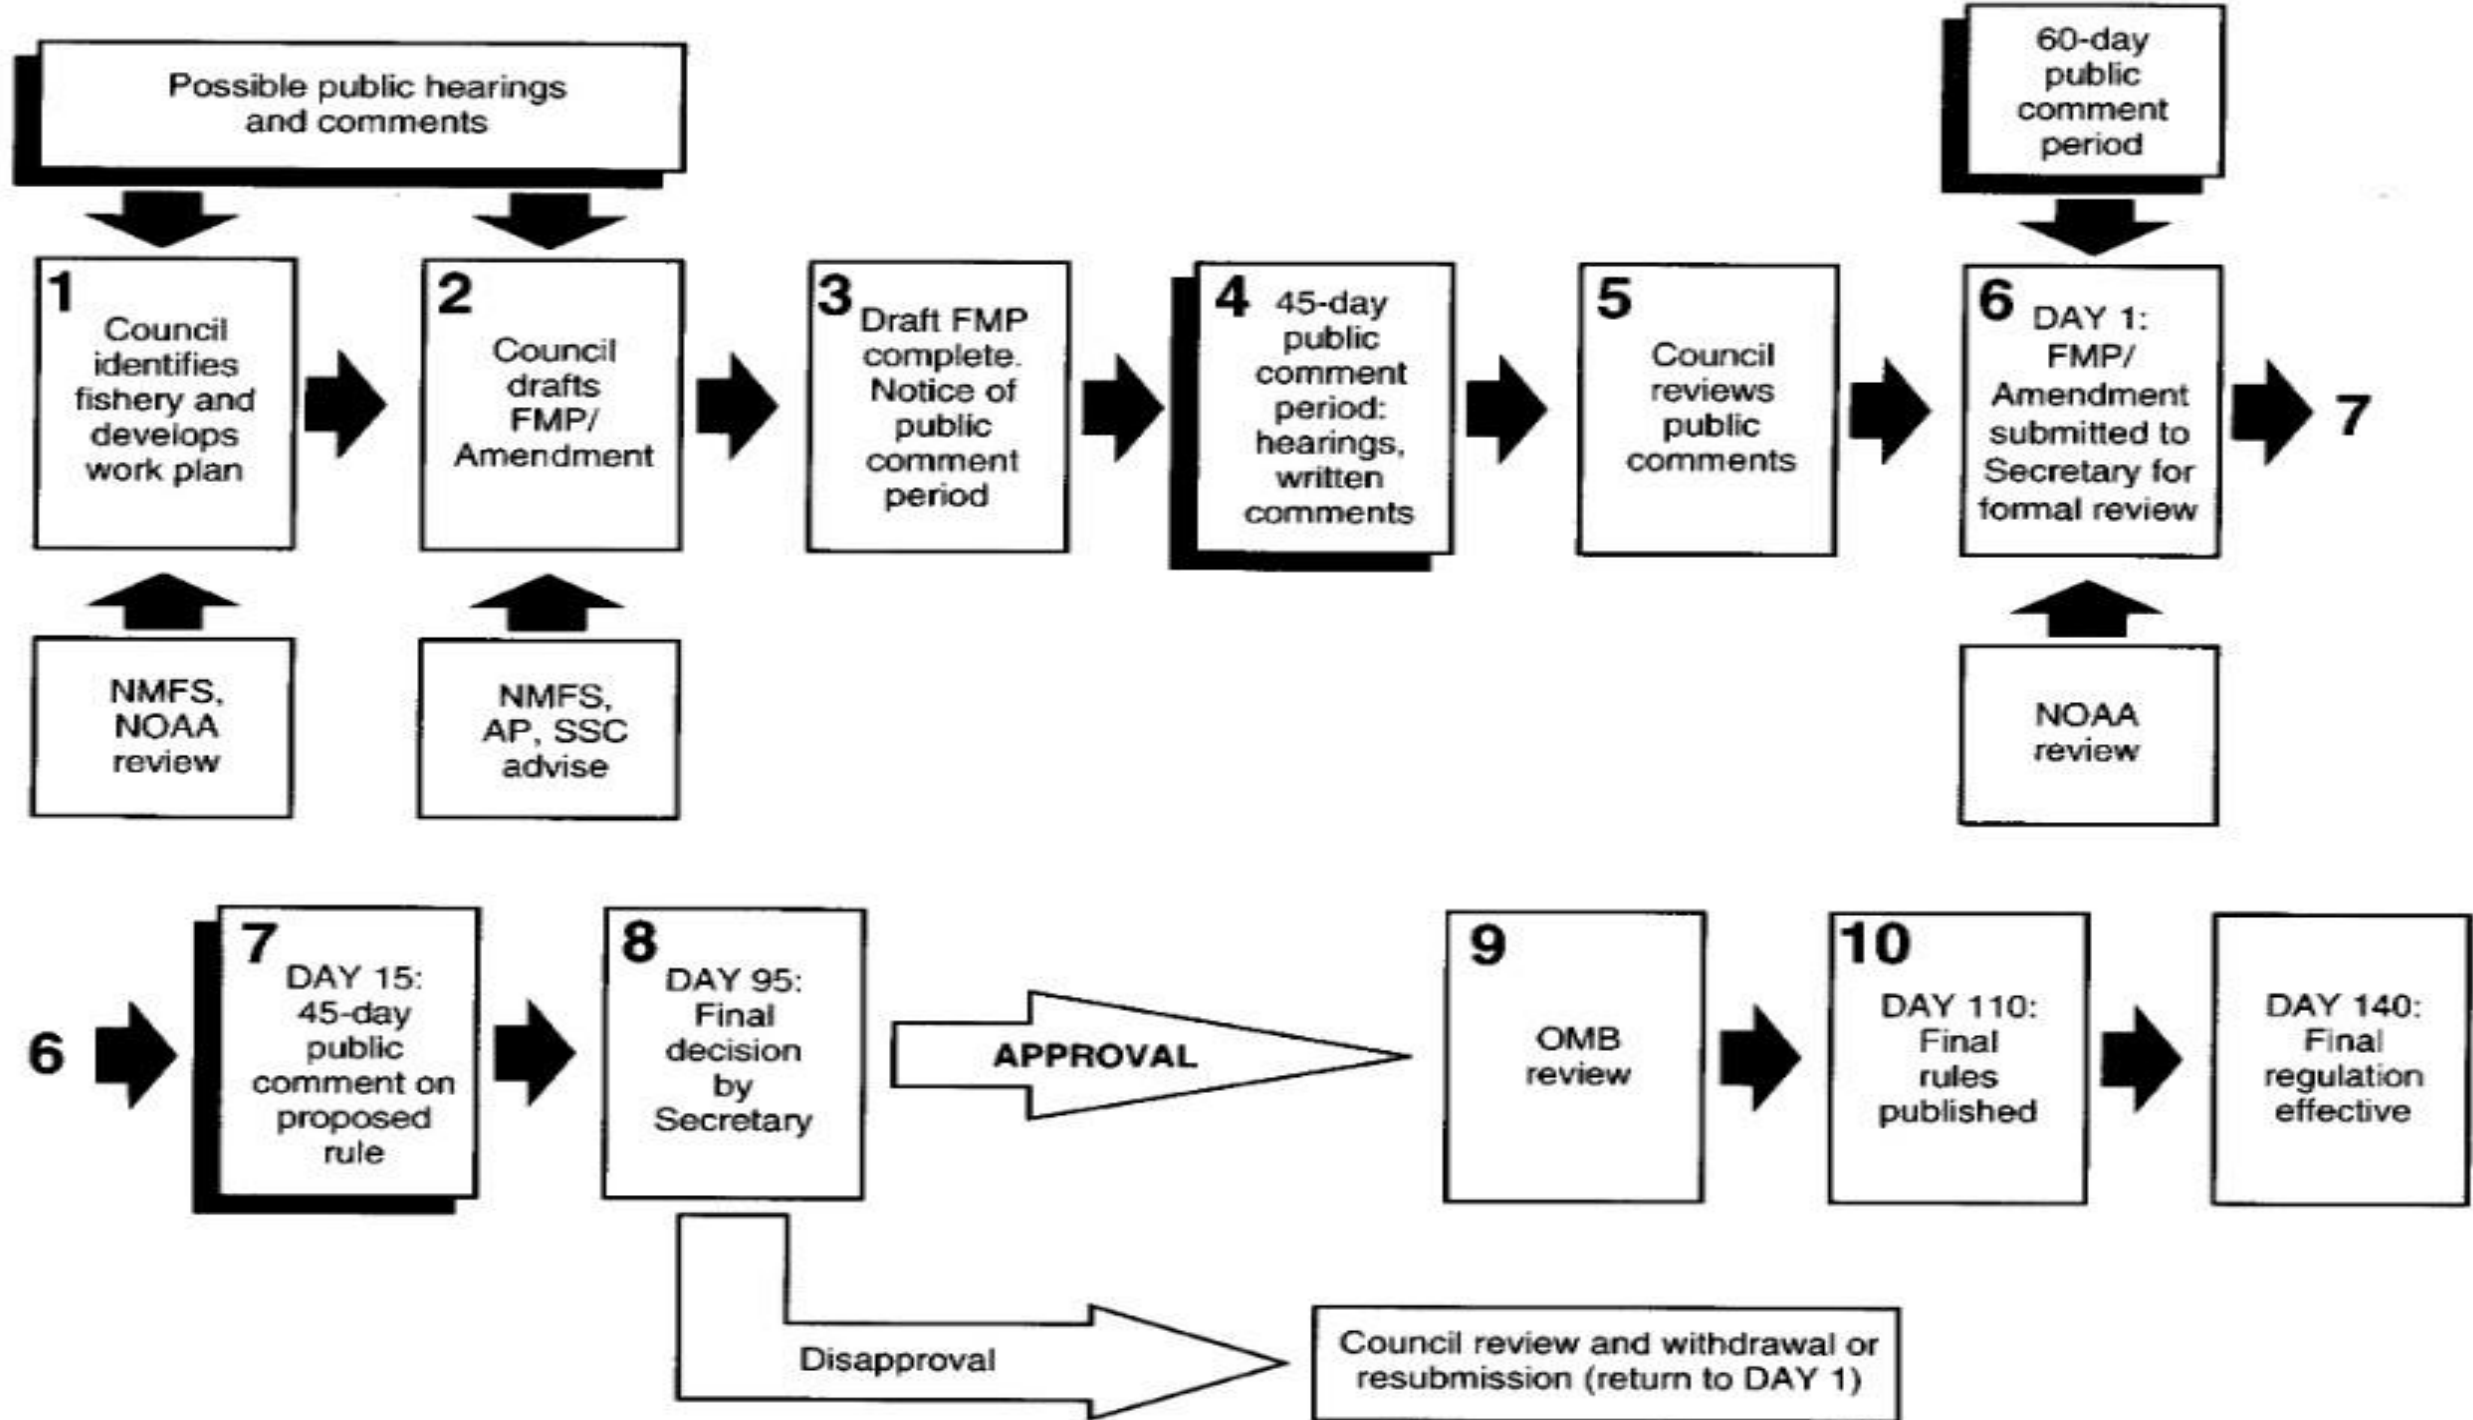 Possible public hearings
and comments
60-day
public
comment
period
1
Council
identifies
fishery and
develops
work plan
2
Council
drafts
FMP/
Amendment
3
Draft FMP
complete.
Notice of
public
comment
period
4
45-day
public
comment
period:
hearings,
written
comments
5
Council
reviews
public
comments
6
DAY 1:
FMP/
Amendment
submitted to
Secretary for
formal review
7
NMFS,
NOAA
review
NMFS,
AP, SSC
advise
NOAA
review
6
7
DAY 15:
45-day
public
comment on
proposed
rule
8
DAY 95:
Final
decision
by
Secretary
APPROVAL
9
OMB
review
10
DAY 110:
Final
rules
published
DAY 140:
Final
regulation
effective
Disapproval
Council review and withdrawal or
resubmission (return to DAY 1)